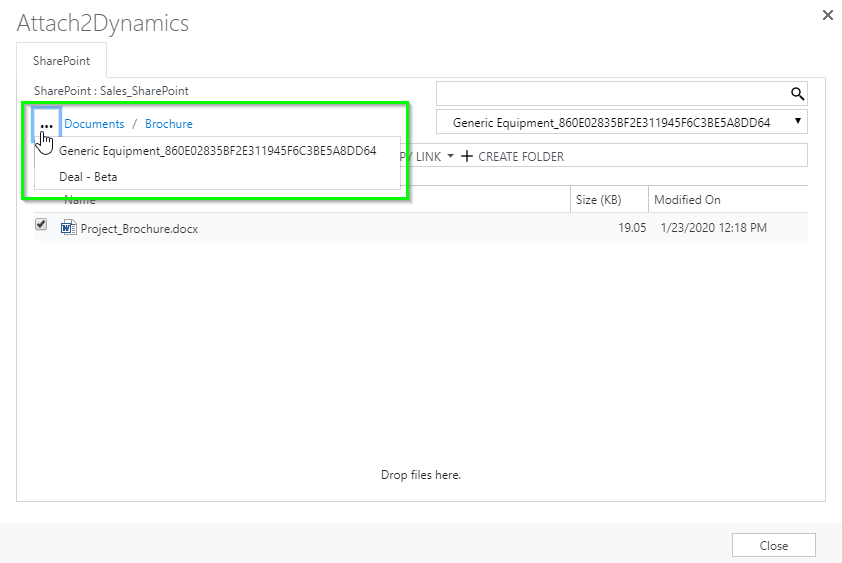 Attach2Dynamics
SharePoint
SharePoint : Sales_SharePoint
... Documents / Brochure
Generic Equipment_860E02835BF2E311945F6C3BE5A8DD64
Generic Equipment_860E02835BF2E311945F6C3BE5A8DD64
Deal - Beta
PY LINK + CREATE FOLDER
Name Size (KB) Modified On
Project_Brochure.docx 19.05 1/23/2020 12:18 PM
Drop files here.
Close